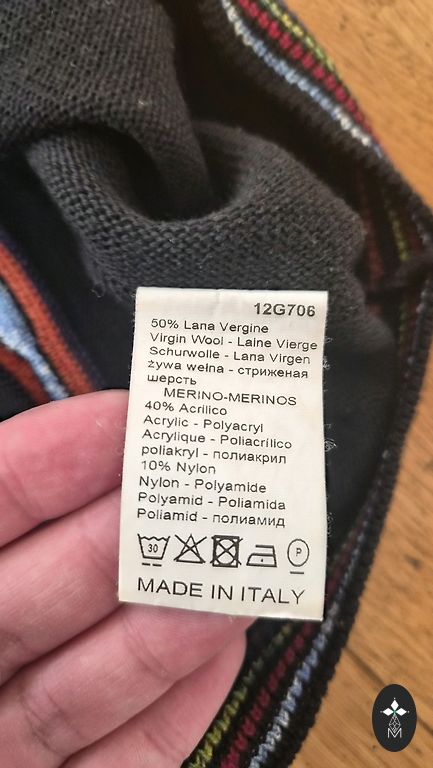 12G706
50% Lana Vergine
Virgin Wool - Laine Vierge
Schurwolle - Lana Virgen
żywa wełna - стриженая
шерсть
MERINO-MERINOS
40% Acrilico
Acrylic - Polyacryl
Acrylique - Poliacrilico
poliakryl - полиакрил
10% Nylon
Nylon - Polyamide
Polyamid - Poliamida
Poliamid - полиамид
30 P
MADE IN ITALY
M